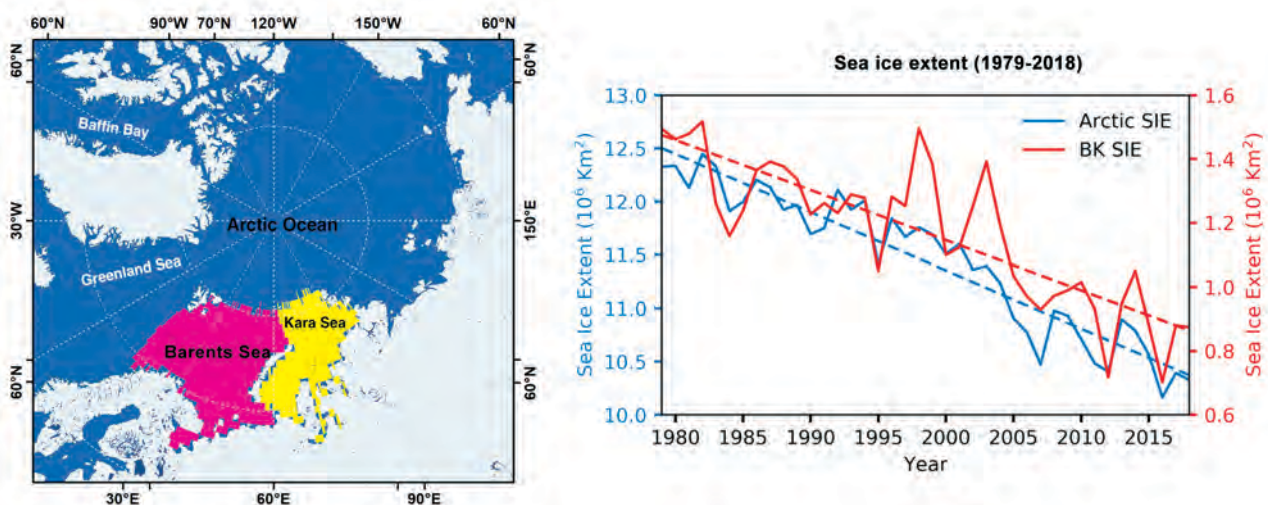 60°N 90°W 70°N 120°W 150°W 60°N
60°N 60°N
Baffin Bay
30°W Arctic Ocean 150°E
Greenland Sea
Kara Sea
Barents Sea
60°N 60°N
30°E 60°E 90°E
Sea ice extent (1979-2018)
13.0 1.6
Arctic SIE
BK SIE
12.5 1.4
12.0
1.2
11.5
1.0
11.0
10.5 0.8
10.0 0.6
Sea Ice Extent (10⁶ Km²)
Sea Ice Extent (10⁶ Km²)
1980 1985 1990 1995 2000 2005 2010 2015
Year